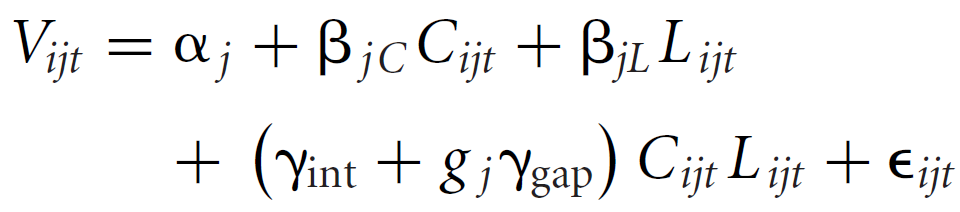 V_{ijt} = α_j + β_{jC} C_{ijt} + β_{jL} L_{ijt}
+ (γ_{int} + g_j γ_{gap}) C_{ijt} L_{ijt} + ϵ_{ijt}